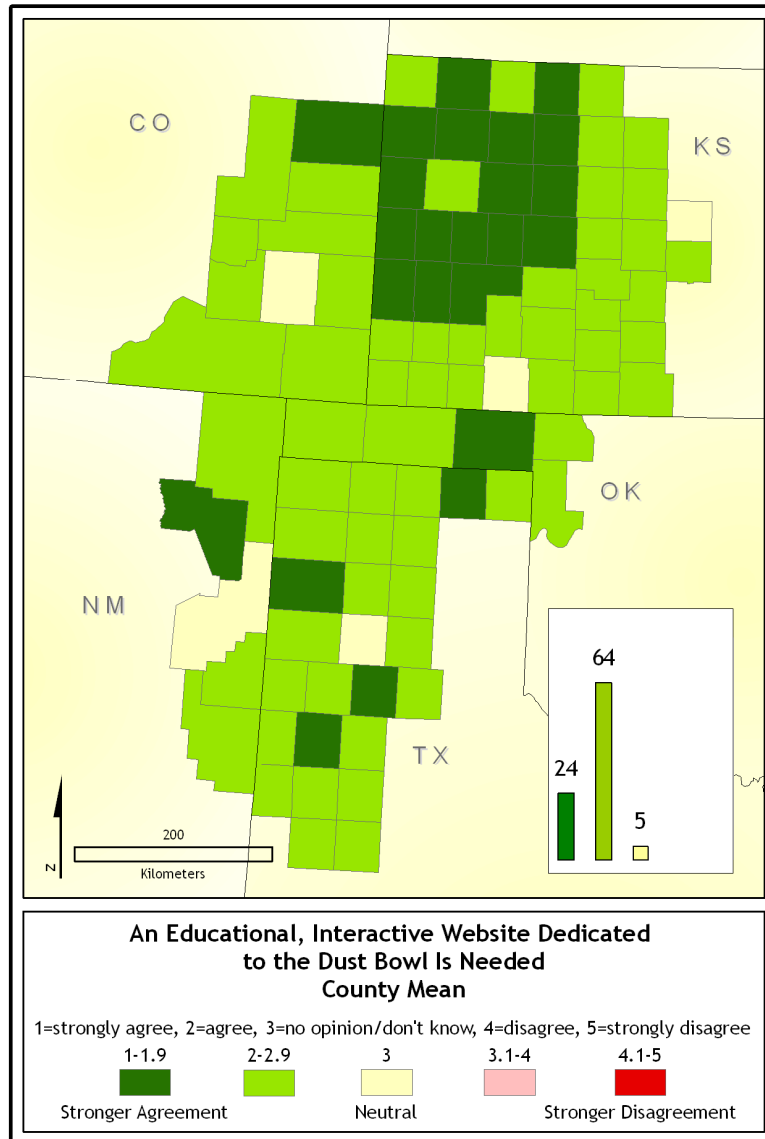 CO
KS
OK
NM
TX
64
24
5
200
Kilometers
N
An Educational, Interactive Website Dedicated
to the Dust Bowl Is Needed
County Mean
1=strongly agree, 2=agree, 3=no opinion/don't know, 4=disagree, 5=strongly disagree
1-1.9 2-2.9 3 3.1-4 4.1-5
Stronger Agreement Neutral Stronger Disagreement